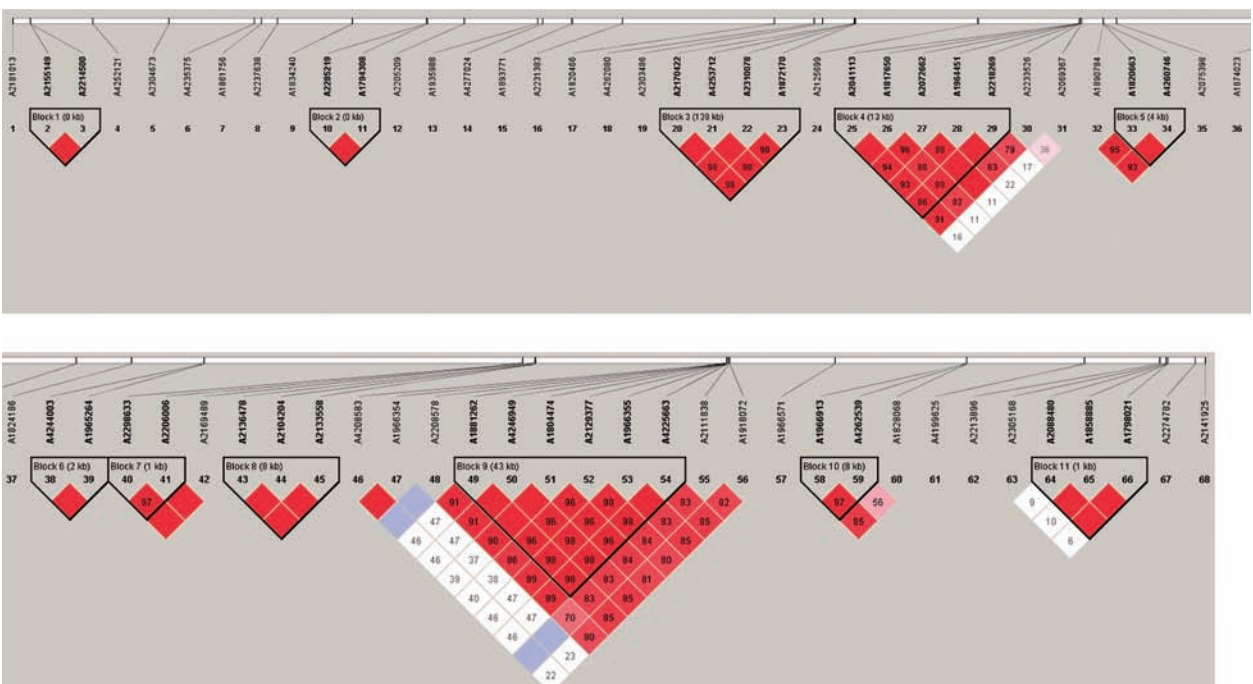 A2181013 A2155149 A2214500 A4252121 A2204673 A4235375 A1861756 A2237638 A1834240 A2285219 A1794308 A2205209 A1935988 A4277024 A1893771 A2231383 A1820466 A4262080 A2303486 A2170422 A4253712 A2310078 A1872170 A2125699 A2041113 A1817650 A2072662 A1964451 A2218269 A2233526 A2069367 A1890784 A1820663 A4260746 A2075398 A1874023
Block 1 (9 kb) Block 2 (0 kb) Block 3 (139 kb) Block 4 (13 kb) Block 5 (4 kb)
1 2 3 4 5 6 7 8 9 10 11 12 13 14 15 16 17 18 19 20 21 22 23 24 25 26 27 28 29 30 31 32 33 34 35 36
98 96 98 79 36 95
98 98 94 86 83 17 93
98 93 89 22
96 82 11
91 11
16
A1824186 A4244003 A1965264 A2298633 A2206006 A2169489 A2136478 A2104204 A2133558 A4208583 A1966354 A2208578 A1881262 A4246949 A1804474 A2129377 A1966355 A4225663 A2111838 A1918072 A1966571 A1966913 A4262539 A1828068 A4199625 A2213896 A2305168 A2088480 A1858885 A1798021 A2274782 A2141925
Block 6 (2 kb) Block 7 (1 kb) Block 8 (8 kb) Block 9 (43 kb) Block 10 (8 kb) Block 11 (1 kb)
37 38 39 40 41 42 43 44 45 46 47 48 49 50 51 52 53 54 55 56 57 58 59 60 61 62 63 64 65 66 67 68
97 91 96 98 83 82 97 56 9
47 91 96 96 98 83 85 85 10
46 47 90 96 98 96 84 85 6
46 37 86 98 98 84 80
39 38 89 98 83 81
40 47 89 83 85
46 47 70 85
46 80
23
22